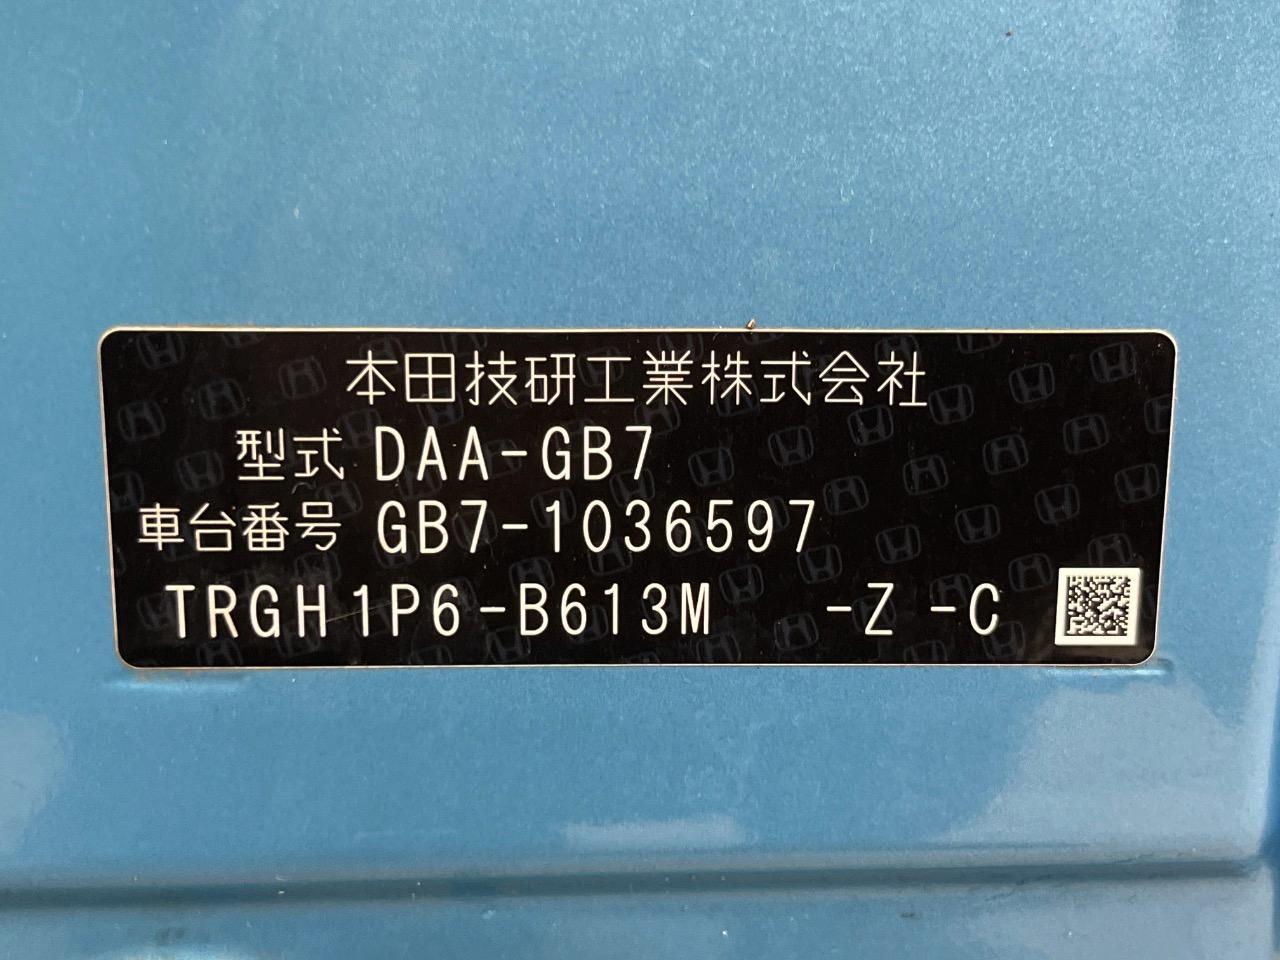 本田技研工業株式会社
型式 DAA-GB7
車台番号 GB7-1036597
TRGH1P6-B613M -Z -C